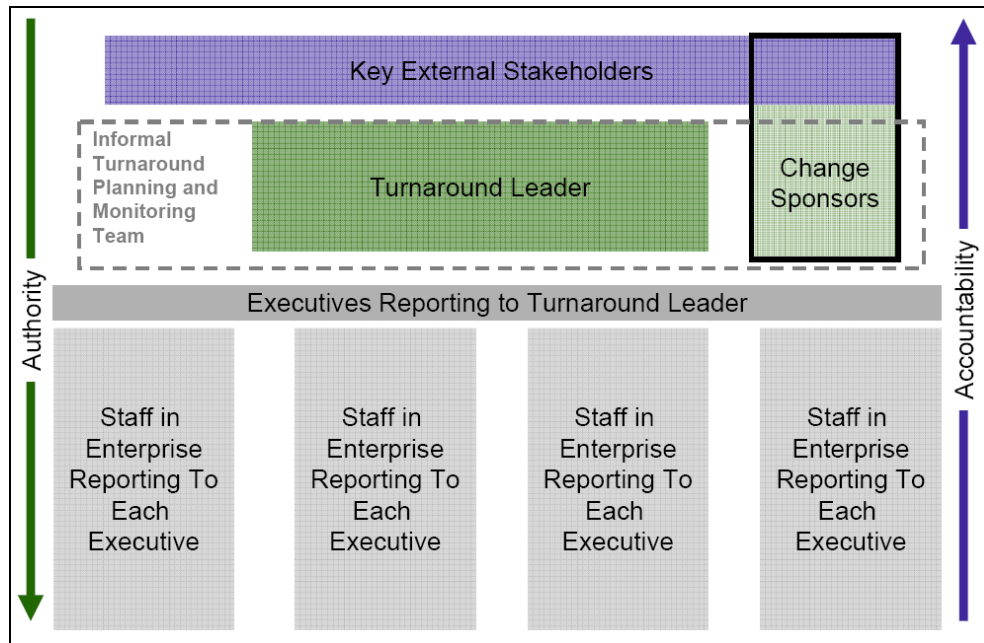 Key External Stakeholders
Informal
Turnaround
Planning and
Monitoring
Team
Turnaround Leader
Change
Sponsors
Authority
Accountability
Executives Reporting to Turnaround Leader
Staff in
Enterprise
Reporting To
Each
Executive
Staff in
Enterprise
Reporting To
Each
Executive
Staff in
Enterprise
Reporting To
Each
Executive
Staff in
Enterprise
Reporting To
Each
Executive